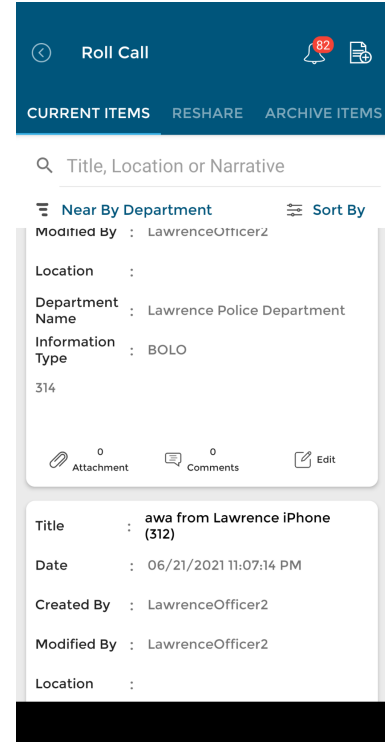 Roll Call
82
CURRENT ITEMS RESHARE ARCHIVE ITEMS
Title, Location or Narrative
Near By Department Sort By
Modified By : LawrenceOfficer2
Location :
Department Name : Lawrence Police Department
Information Type : BOLO
314
0 Attachment 0 Comments Edit
Title : awa from Lawrence iPhone
(312)
Date : 06/21/2021 11:07:14 PM
Created By : LawrenceOfficer2
Modified By : LawrenceOfficer2
Location :